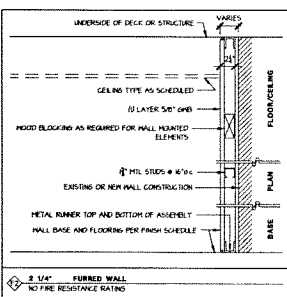 UNDERSIDE OF DECK OR STRUCTURE
VARIES
CEILING TYPE AS SCHEDULED
(1) LAYER 5/8" GWB
WOOD BLOCKING AS REQUIRED FOR WALL MOUNTED
ELEMENTS
MTL STUDS @ 16" O.C.
EXISTING OR NEW WALL CONSTRUCTION
METAL RUNNER TOP AND BOTTOM OF ASSEMBLY
WALL BASE AND FLOORING PER FINISH SCHEDULE
FLOOR/CEILING
PLAN
BASE
2 1/4" FURRED WALL
NO FIRE RESISTANCE RATING